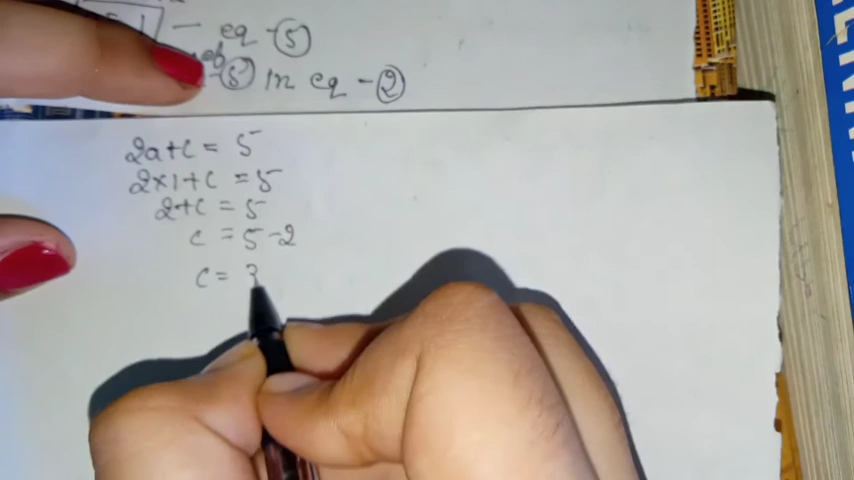 — eq -⑤
⑤ in eq - ②
2a+c = 5
2×1+c = 5
2+c = 5
c = 5-2
c = 3